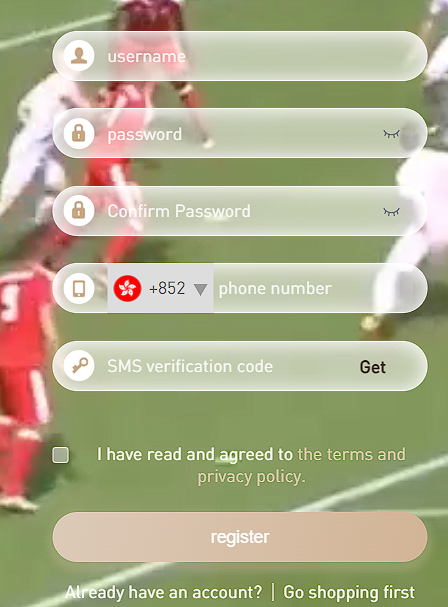 username
password
Confirm Password
+852 phone number
SMS verification code Get
I have read and agreed to the terms and
privacy policy.
register
Already have an account? | Go shopping first